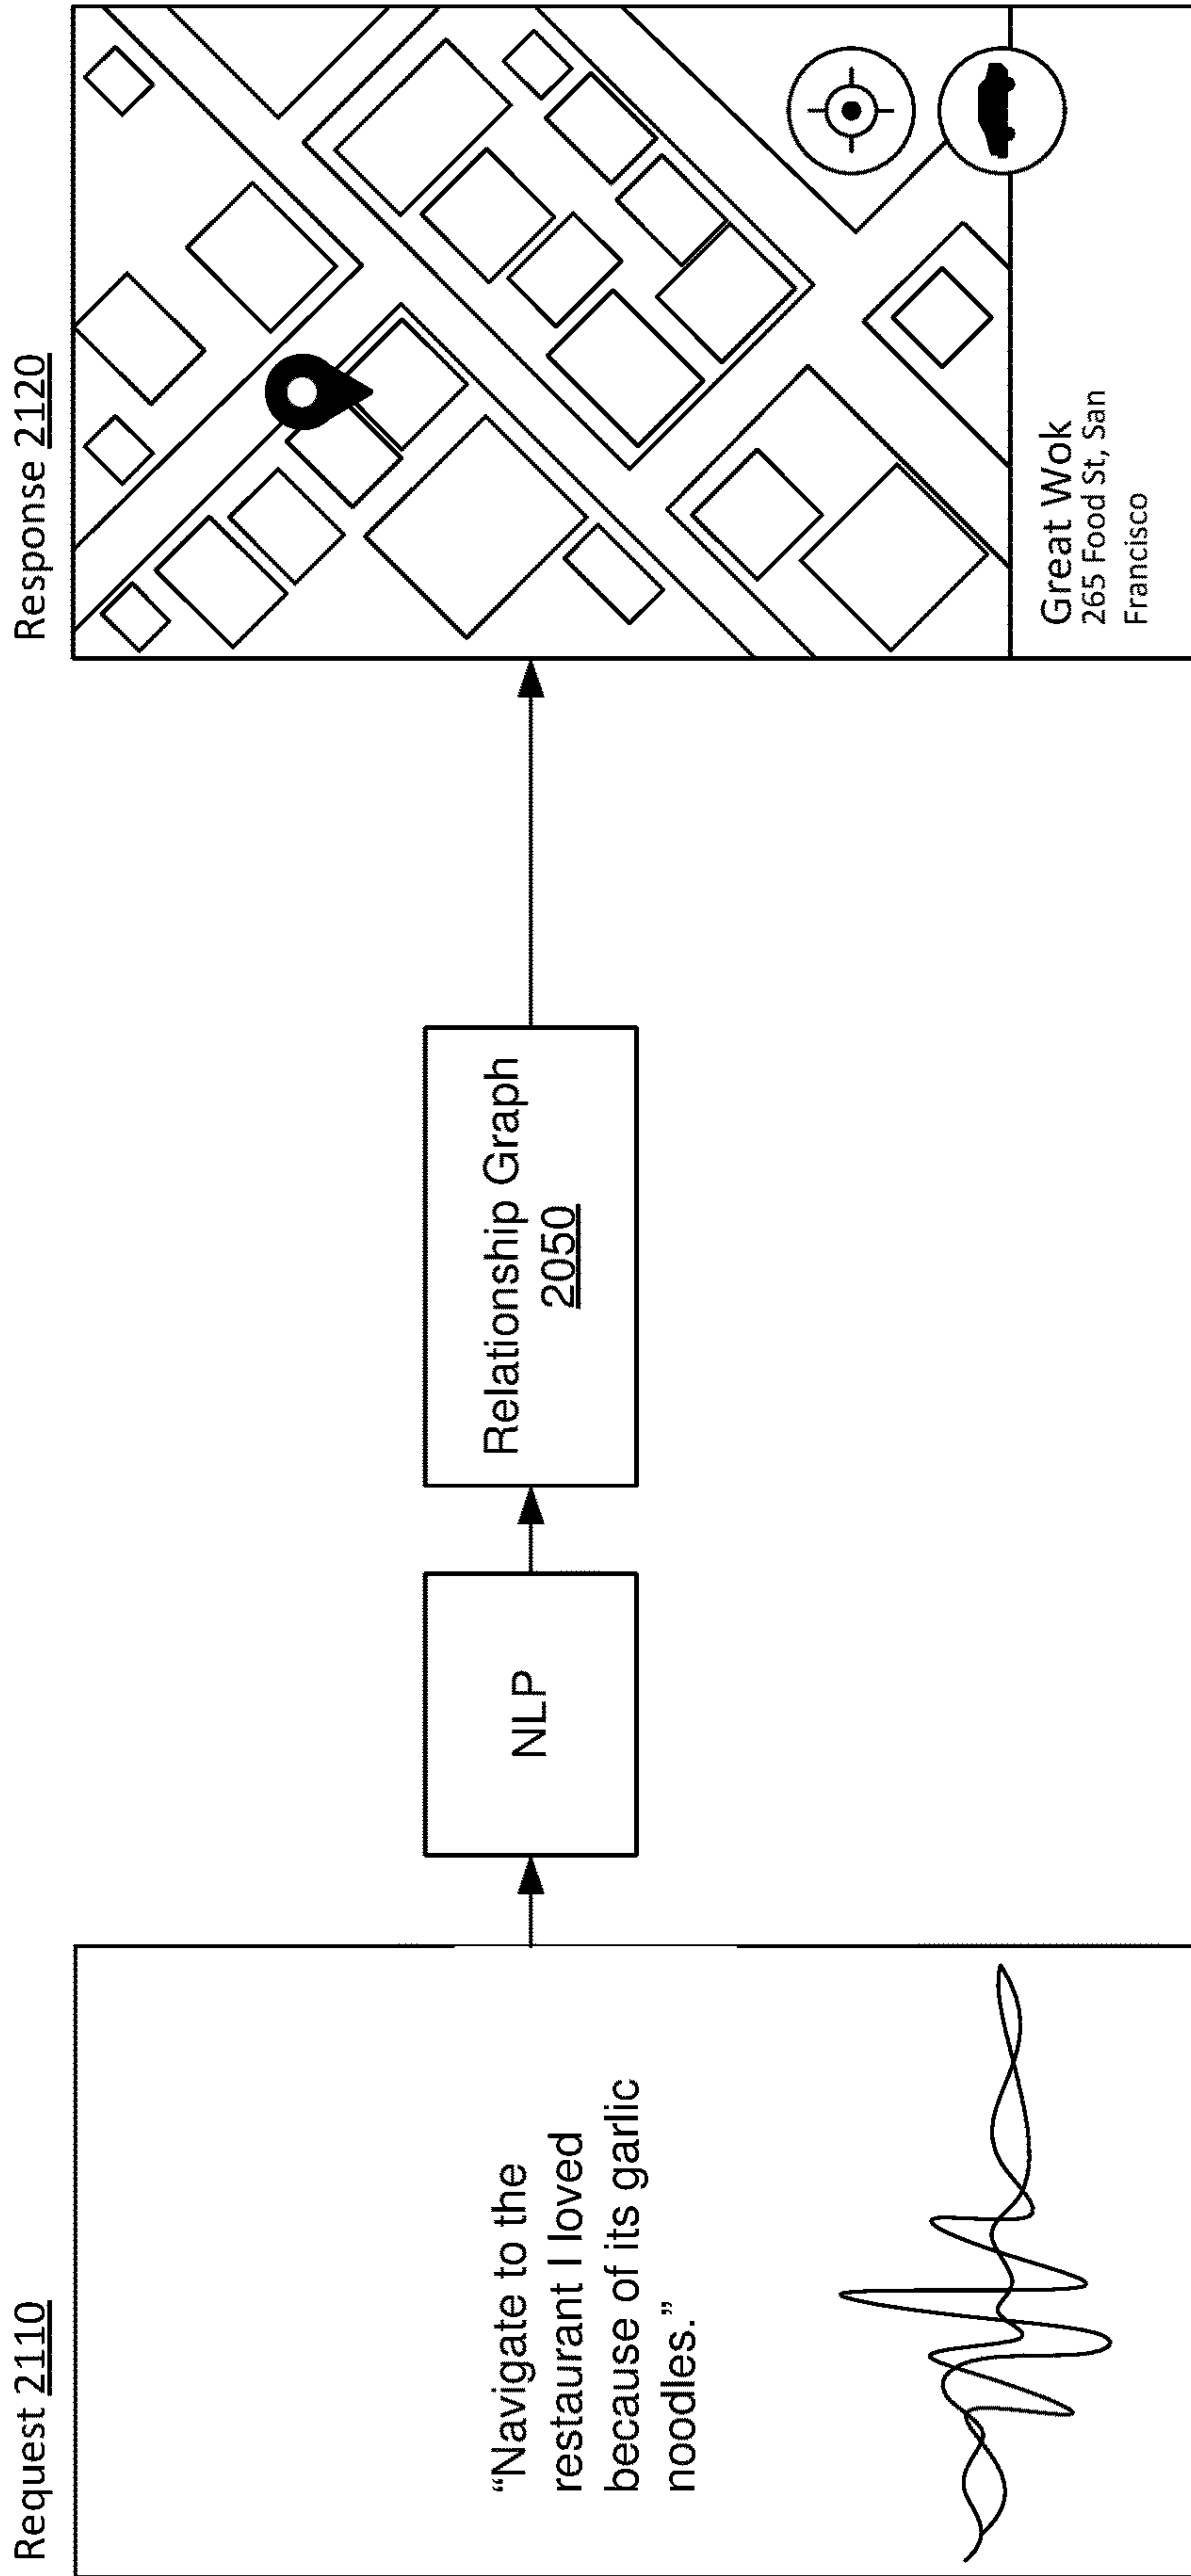 Request 2110
“Navigate to the
restaurant I loved
because of its garlic
noodles.”
NLP
Relationship Graph
2050
Response 2120
Great Wok
265 Food St, San
Francisco